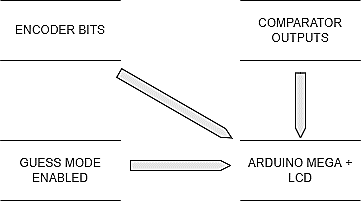 ENCODER BITS
COMPARATOR
OUTPUTS
GUESS MODE
ENABLED
ARDUINO MEGA +
LCD